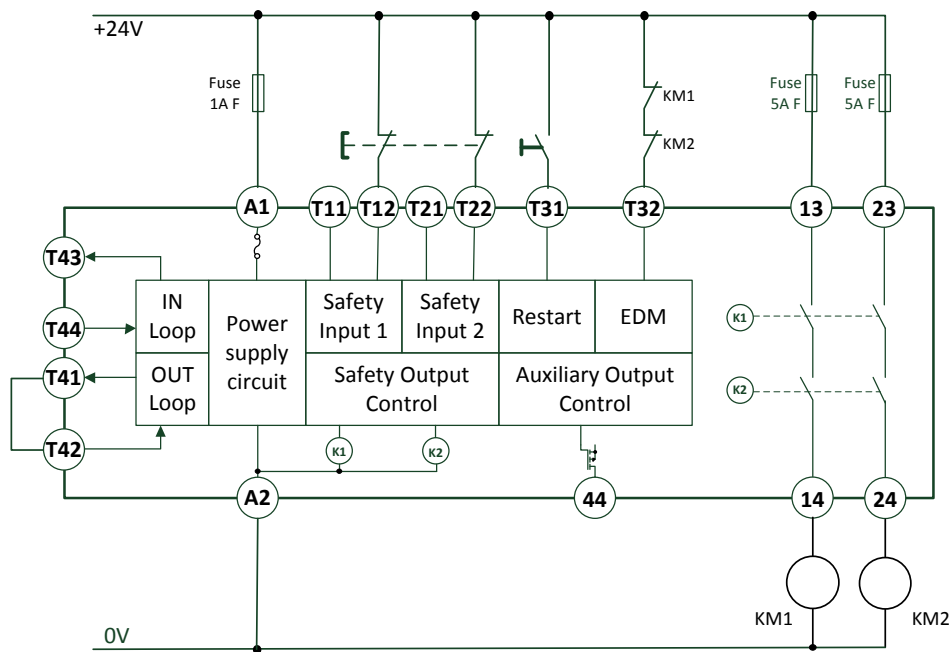 +24V
Fuse
1A F
KM1
KM2
Fuse
5A F
Fuse
5A F
A1
T11
T12
T21
T22
T31
T32
13
23
T43
T44
T41
T42
IN
Loop
OUT
Loop
Power
supply
circuit
Safety
Input 1
Safety
Input 2
Restart
EDM
Safety Output
Control
Auxiliary Output
Control
K1
K2
K1
K2
A2
44
14
24
KM1
KM2
0V